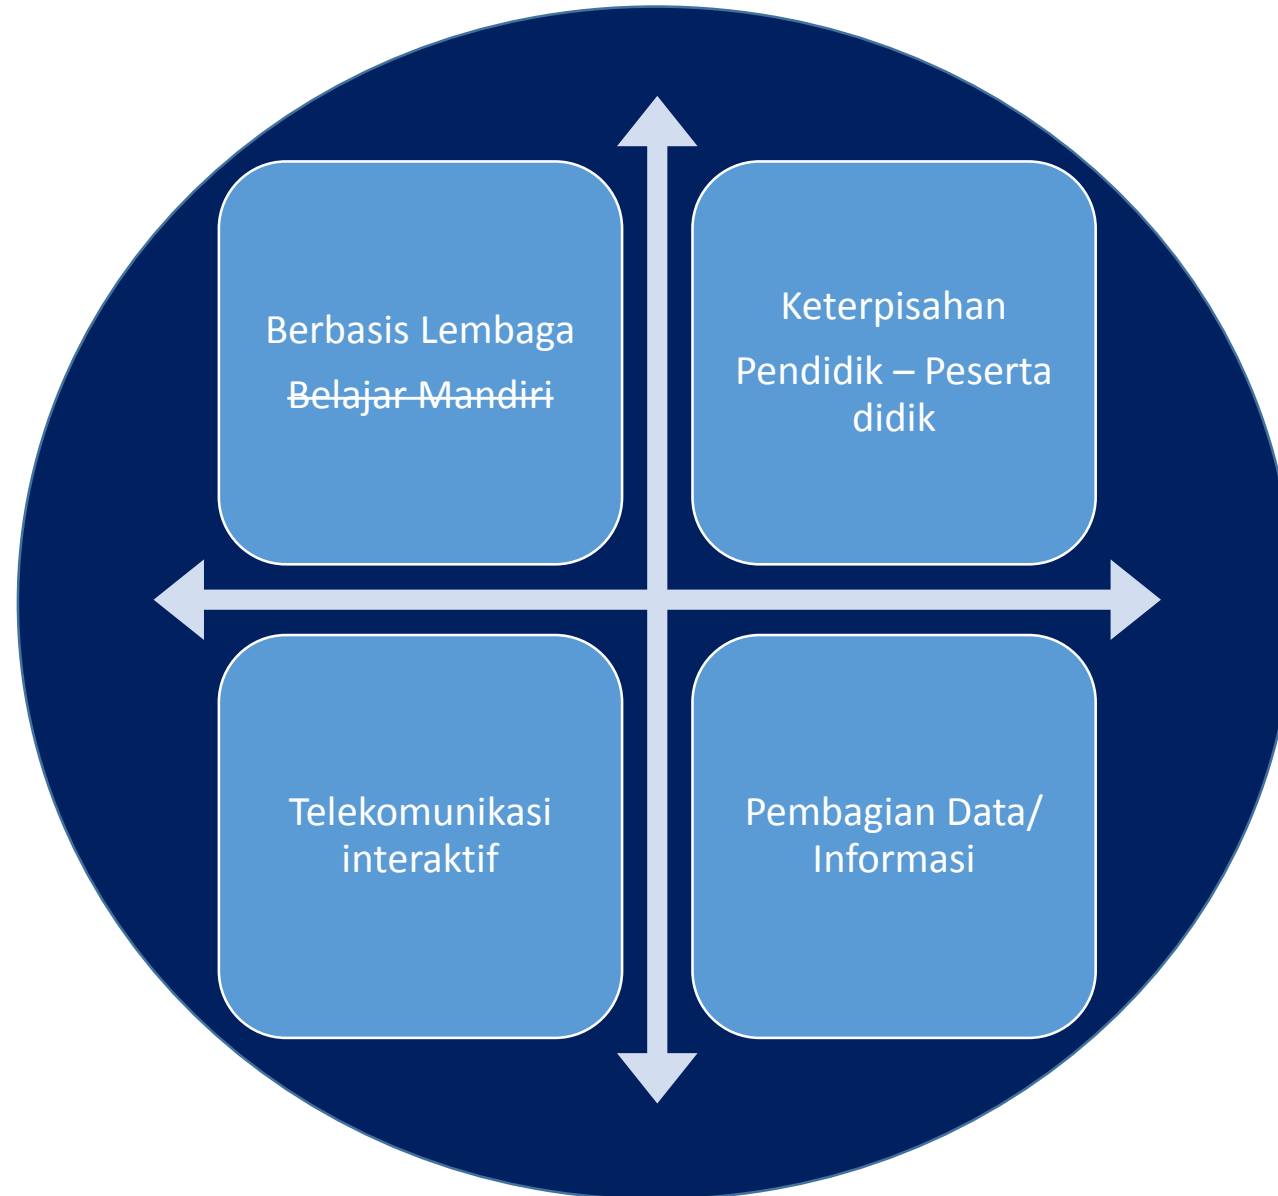 Berbasis Lembaga
Belajar Mandiri
Keterpisahan
Pendidik – Peserta
didik
Telekomunikasi
interaktif
Pembagian Data/
Informasi